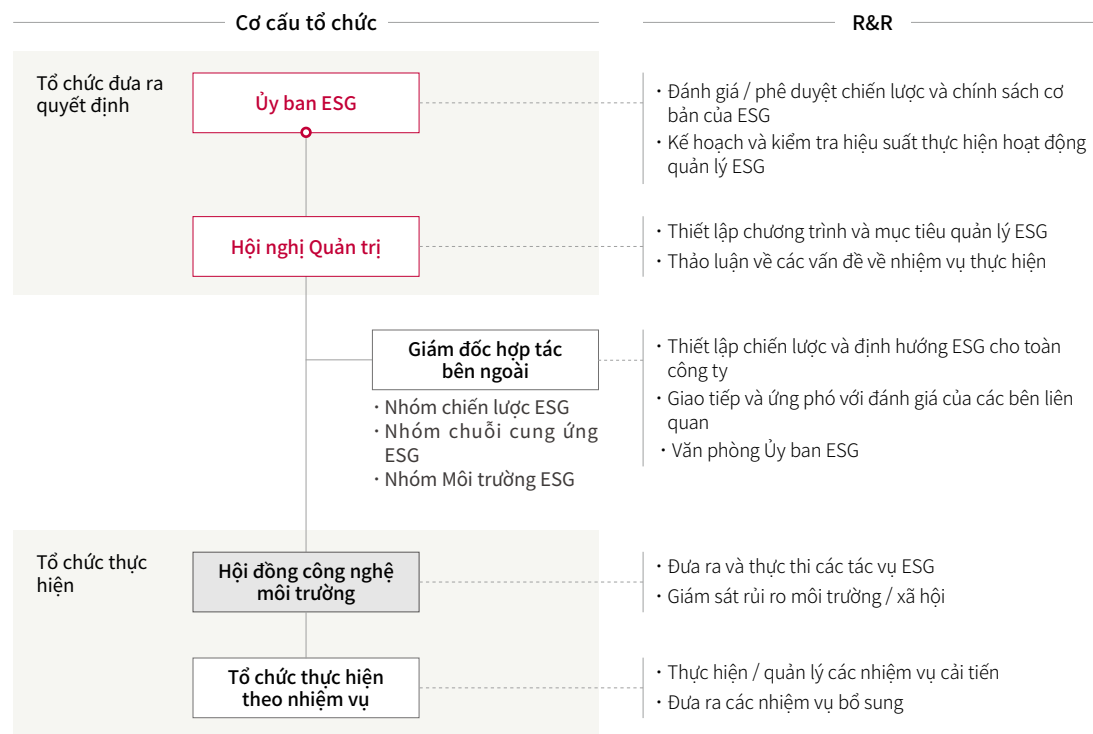 Cơ cấu tổ chức
R&R
Tổ chức đưa ra
quyết định
Ủy ban ESG
· Đánh giá / phê duyệt chiến lược và chính sách cơ
bản của ESG
· Kế hoạch và kiểm tra hiệu suất thực hiện hoạt động
quản lý ESG
Hội nghị Quản trị
· Thiết lập chương trình và mục tiêu quản lý ESG
· Thảo luận về các vấn đề về nhiệm vụ thực hiện
Giám đốc hợp tác
bên ngoài
· Nhóm chiến lược ESG
· Nhóm chuỗi cung ứng
ESG
· Nhóm Môi trường ESG
· Thiết lập chiến lược và định hướng ESG cho toàn
công ty
· Giao tiếp và ứng phó với đánh giá của các bên liên
quan
· Văn phòng Ủy ban ESG
Tổ chức thực
hiện
Hội đồng công nghệ
môi trường
· Đưa ra và thực thi các tác vụ ESG
· Giám sát rủi ro môi trường / xã hội
Tổ chức thực hiện
theo nhiệm vụ
· Thực hiện / quản lý các nhiệm vụ cải tiến
· Đưa ra các nhiệm vụ bổ sung